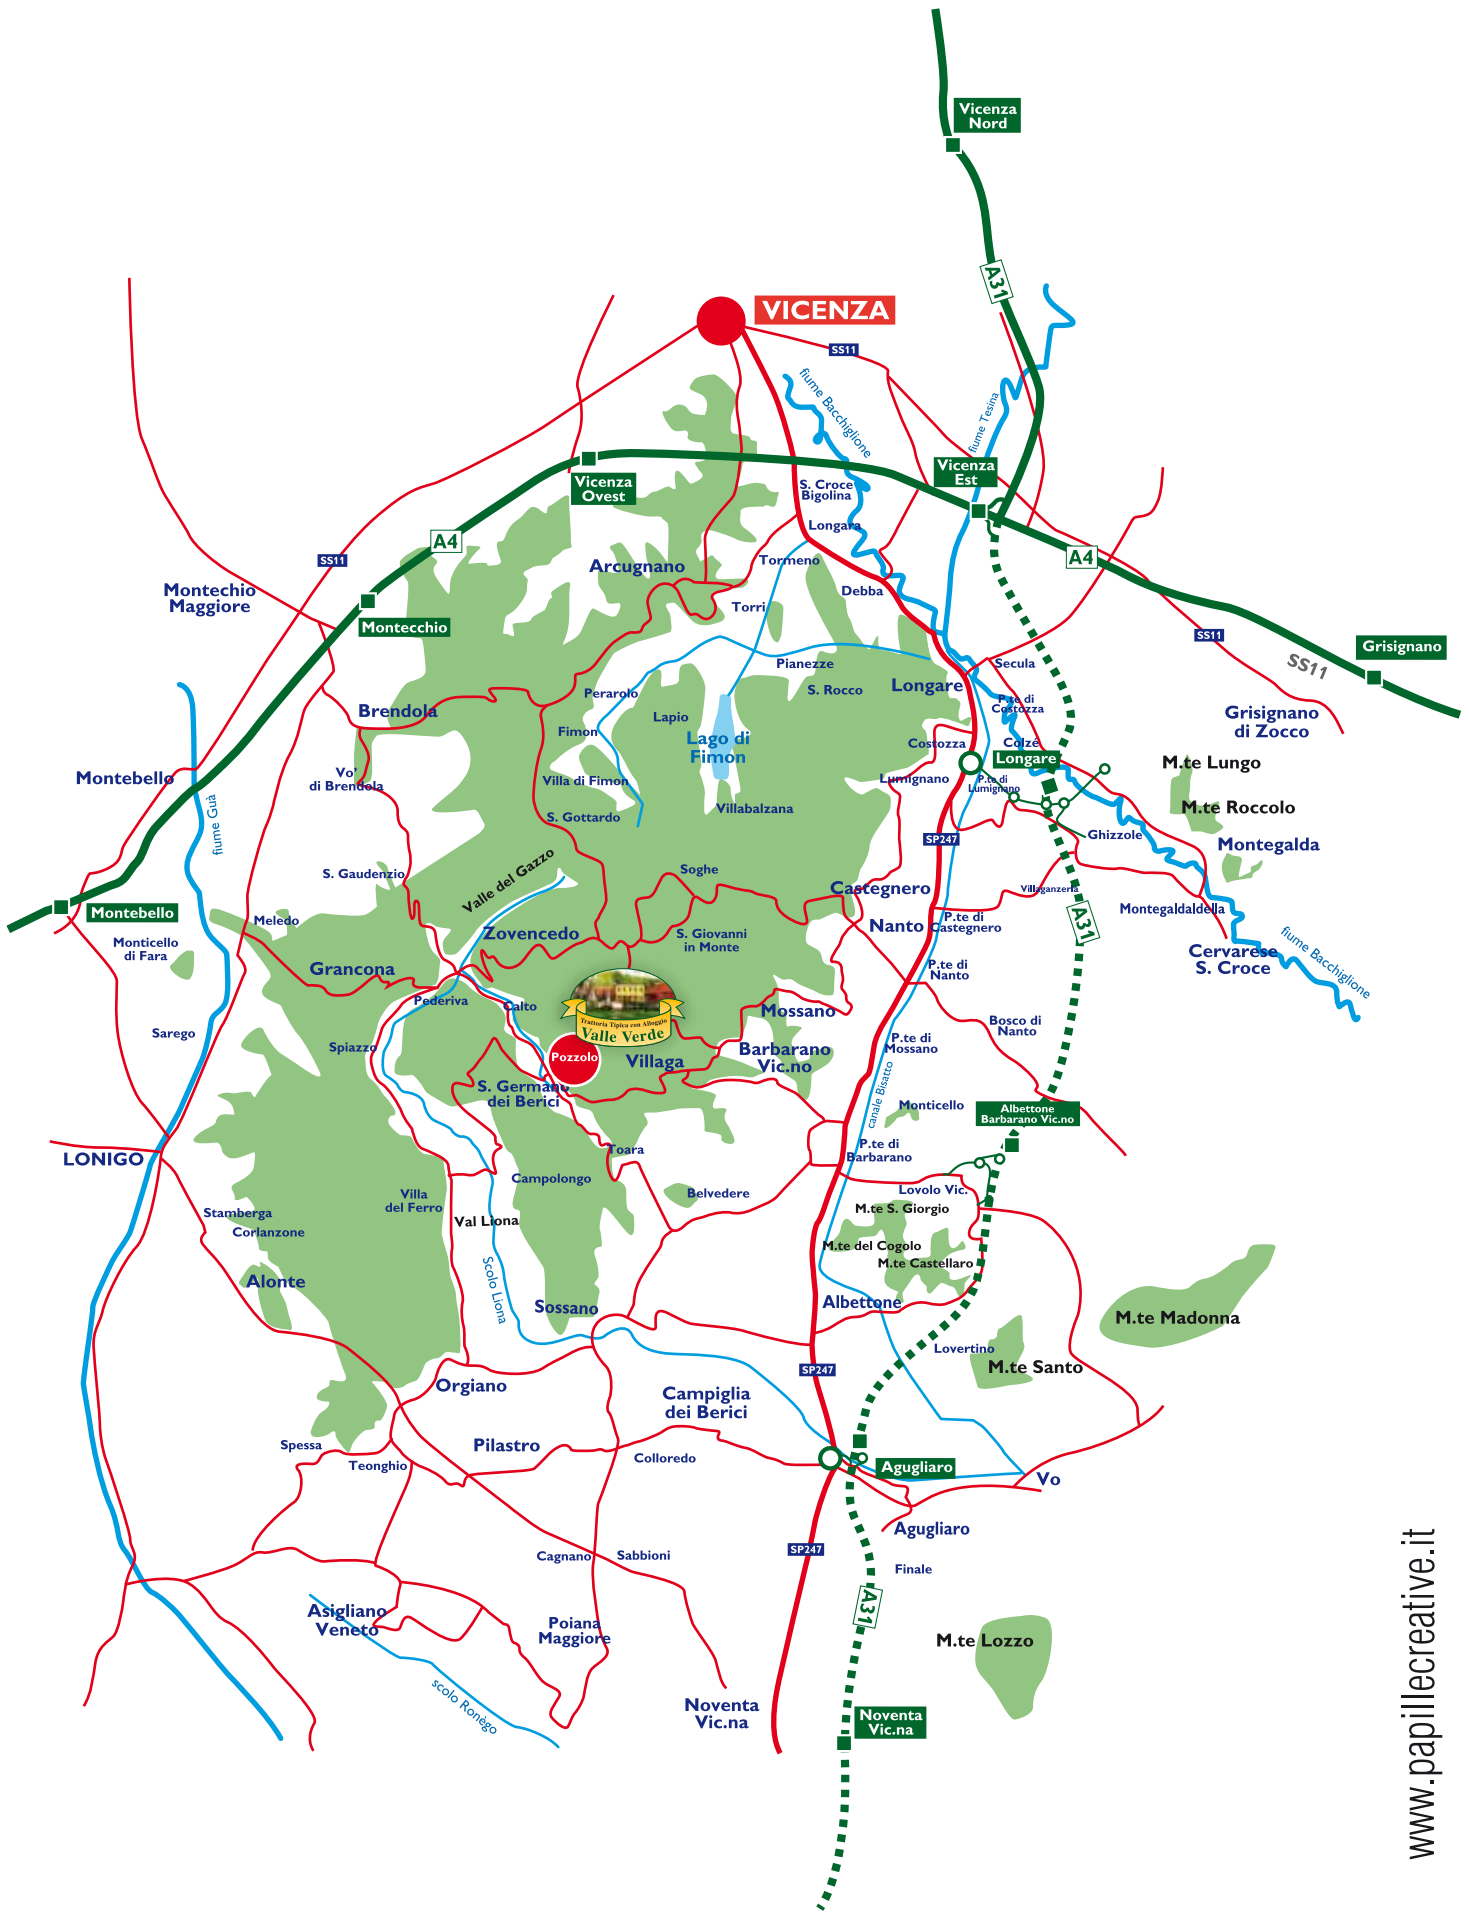 Vicenza
Nord
A31
VICENZA
SS11
fiume Bacchiglione
fiume Tesina
Vicenza
Est
Vicenza
Ovest
S. Croce
Bigolina
Longara
A4
A4
SS11
Arcugnano
Tormeno
Debba
Torri
Montechio
Maggiore
Montecchio
SS11
Grisignano
SS11
Pianezze
Secula
S. Rocco
Longare
Perarolo
P.te di
Costozza
Brendola
Lapio
Fimon
Lago di
Fimon
Grisignano
di Zocco
Costozza
Colzé
Longare
M.te Lungo
Montebello
Vo'
di Brendola
Villa di Fimon
Lumignano
P.te di
Lumignano
fiume Guà
Villabalzana
M.te Roccolo
S. Gottardo
SP247
Ghizzole
Montegalda
Valle del Gazzo
S. Gaudenzio
Soghe
Castegnero
Villaganzerla
Montegaldaldella
Montebello
Meledo
Zovencedo
S. Giovanni
in Monte
Nanto
P.te di
Castegnero
A31
Monticello
di Fara
Cervarese
S. Croce
fiume Bacchiglione
Grancona
P.te di
Nanto
Pederiva
Calto
Mossano
Trattoria Tipica con Alloggio
Valle Verde
Bosco di
Nanto
Sarego
Spiazzo
Pozzolo
Villaga
Barbarano
Vic.no
P.te di
Mossano
S. Germano
dei Berici
canale Bisatto
Monticello
Albettone
Barbarano Vic.no
LONIGO
Toara
P.te di
Barbarano
Campolongo
Villa
del Ferro
Belvedere
Lovolo Vic.
Stamberga
Corlanzone
Val Liona
M.te S. Giorgio
M.te del Cogolo
M.te Castellaro
Alonte
Scolo Liona
Sossano
Albettone
M.te Madonna
Lovertino
M.te Santo
SP247
Orgiano
Campiglia
dei Berici
Spessa
Pilastro
Teonghio
Colloredo
Agugliaro
Vo
Agugliaro
SP247
Cagnano
Sabbioni
Finale
A31
Asigliano
Veneto
Poiana
Maggiore
M.te Lozzo
scolo Ronègo
Noventa
Vic.na
Noventa
Vic.na
www.papillecreative.it